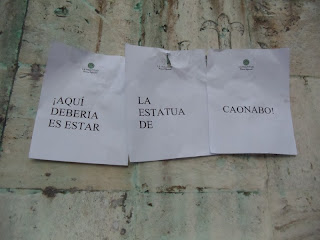 ¡AQUÍ
DEBERIA
ES ESTAR
LA
ESTATUA
DE
CAONABO!